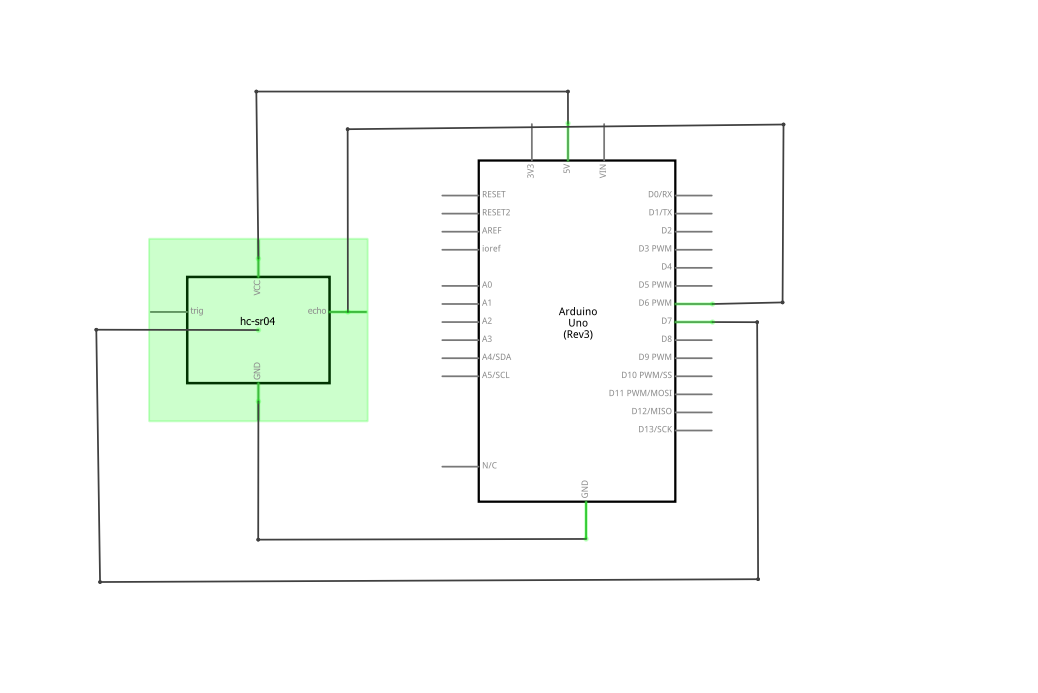 3V3
5V
VIN
RESET
RESET2
AREF
ioref
A0
A1
A2
A3
A4/SDA
A5/SCL
N/C
D0/RX
D1/TX
D2
D3 PWM
D4
D5 PWM
D6 PWM
D7
D8
D9 PWM
D10 PWM/SS
D11 PWM/MOSI
D12/MISO
D13/SCK
Arduino
Uno
(Rev3)
GND
VCC
trig
echo
hc-sr04
GND